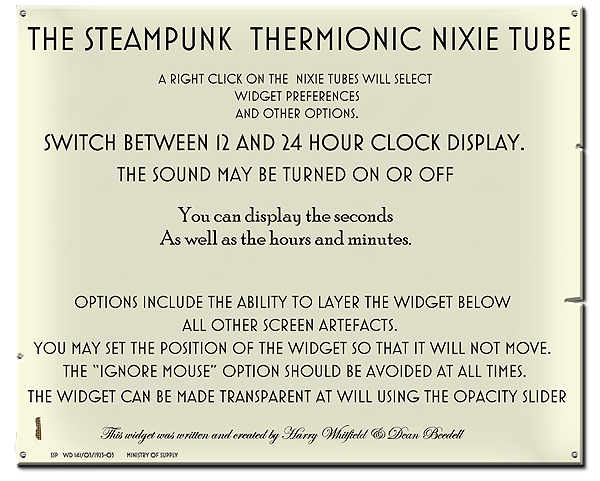 THE STEAMPUNK THERMIONIC NIXIE TUBE
A RIGHT CLICK ON THE NIXIE TUBES WILL SELECT
WIDGET PREFERENCES
AND OTHER OPTIONS.
SWITCH BETWEEN 12 AND 24 HOUR CLOCK DISPLAY.
THE SOUND MAY BE TURNED ON OR OFF
You can display the seconds
As well as the hours and minutes.
OPTIONS INCLUDE THE ABILITY TO LAYER THE WIDGET BELOW
ALL OTHER SCREEN ARTEFACTS.
YOU MAY SET THE POSITION OF THE WIDGET SO THAT IT WILL NOT MOVE.
THE "IGNORE MOUSE" OPTION SHOULD BE AVOIDED AT ALL TIMES.
THE WIDGET CAN BE MADE TRANSPARENT AT WILL USING THE OPACITY SLIDER
This widget was written and created by Harry Whitfield & Dean Beedell
SSP WD 141/03/1923-05 MINISTRY OF SUPPLY